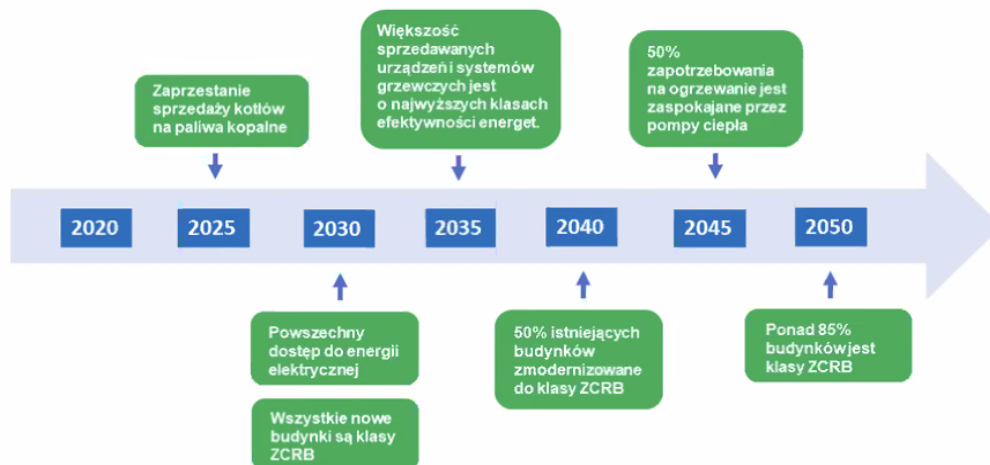 Zaprzestanie
sprzedaży kotłów
na paliwa kopalne
Większość
sprzedawanych
urządzeń i systemów
grzewczych jest
o najwyższych klasach
efektywności energet.
50%
zapotrzebowania
na ogrzewanie jest
zaspokajane przez
pompy ciepła
2020
2025
2030
2035
2040
2045
2050
Powszechny
dostęp do energii
elektrycznej
Wszystkie nowe
budynki są klasy
ZCRB
50% istniejących
budynków
zmodernizowane
do klasy ZCRB
Ponad 85%
budynków jest
klasy ZCRB